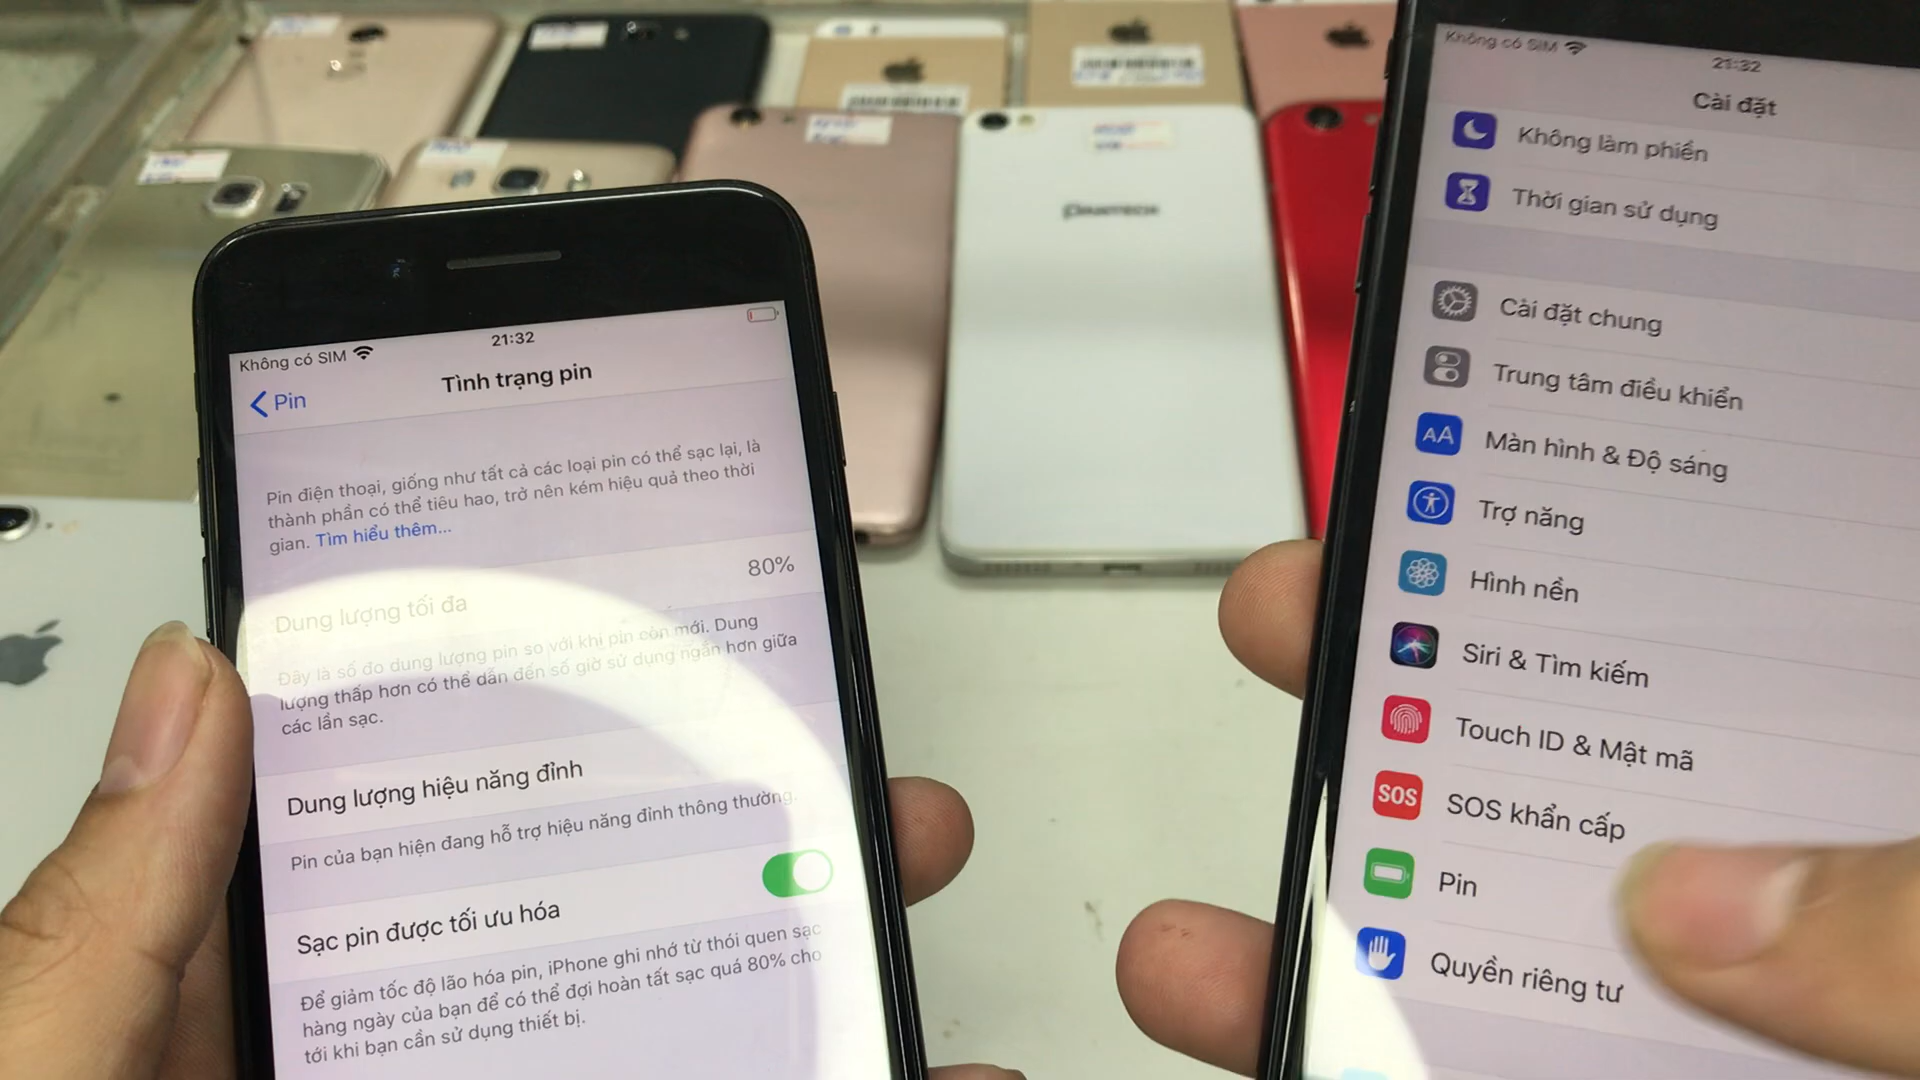 Không có SIM
21:32
Pin
Tình trạng pin
Pin điện thoại, giống như tất cả các loại pin có thể sạc lại, là
thành phần có thể tiêu hao, trở nên kém hiệu quả theo thời
gian. Tìm hiểu thêm...
Dung lượng tối đa
80%
Đây là số đo dung lượng pin so với khi pin còn mới. Dung
lượng thấp hơn có thể dẫn đến số giờ sử dụng ngắn hơn giữa
các lần sạc.
Dung lượng hiệu năng đỉnh
Pin của bạn hiện đang hỗ trợ hiệu năng đỉnh thông thường.
Sạc pin được tối ưu hóa
Để giảm tốc độ lão hóa pin, iPhone ghi nhớ từ thói quen sạc
hàng ngày của bạn để có thể đợi hoàn tất sạc quá 80% cho
tới khi bạn cần sử dụng thiết bị.
PANTECH
Không có SIM
21:32
Cài đặt
Không làm phiền
Thời gian sử dụng
Cài đặt chung
Trung tâm điều khiển
AA
Màn hình & Độ sáng
Trợ năng
Hình nền
Siri & Tìm kiếm
Touch ID & Mật mã
SOS
SOS khẩn cấp
Pin
Quyền riêng tư